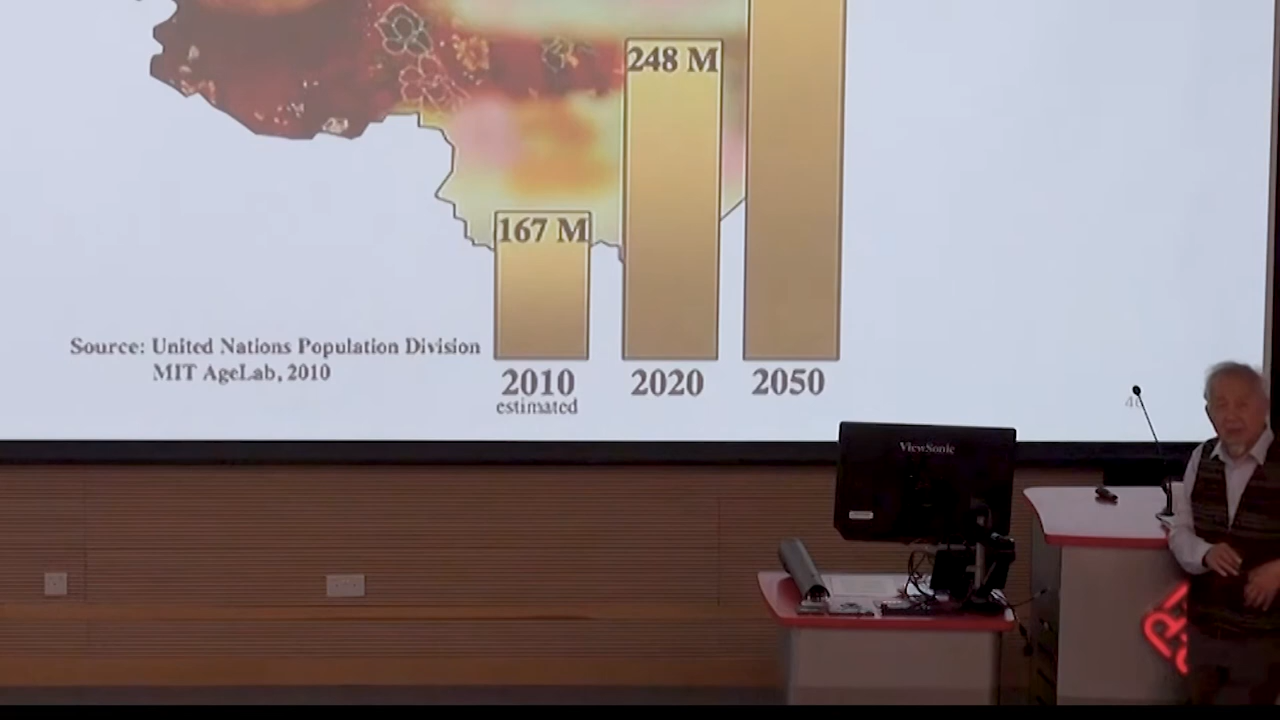 248 M
167 M
Source: United Nations Population Division
MIT AgeLab, 2010
2010
estimated
2020
2050
ViewSonic